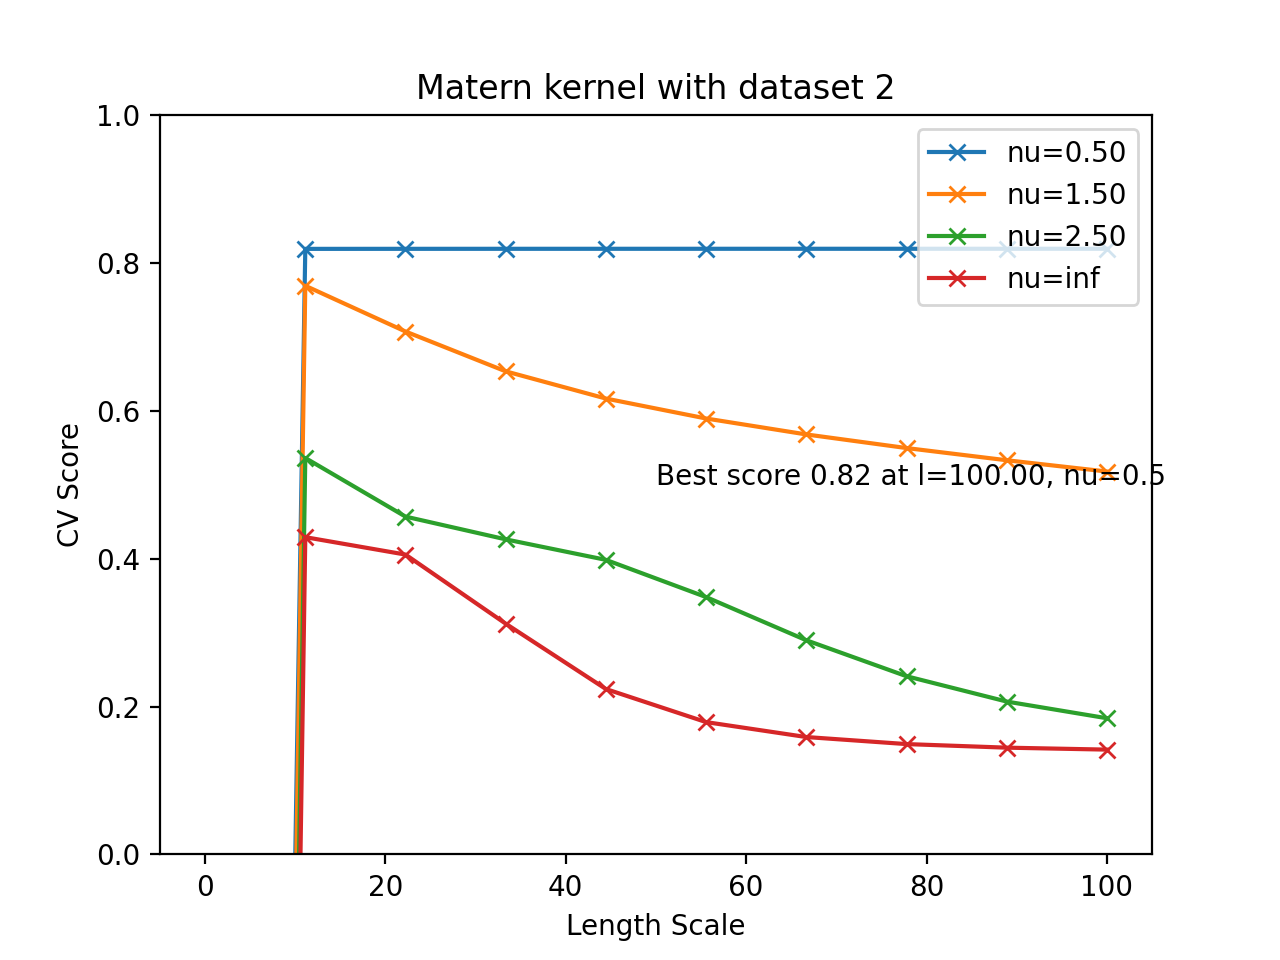 Matern kernel with dataset 2
1.0
0.8
0.6
0.4
0.2
0.0
CV Score
nu=0.50
nu=1.50
nu=2.50
nu=inf
Best score 0.82 at l=100.00, nu=0.5
0 20 40 60 80 100
Length Scale